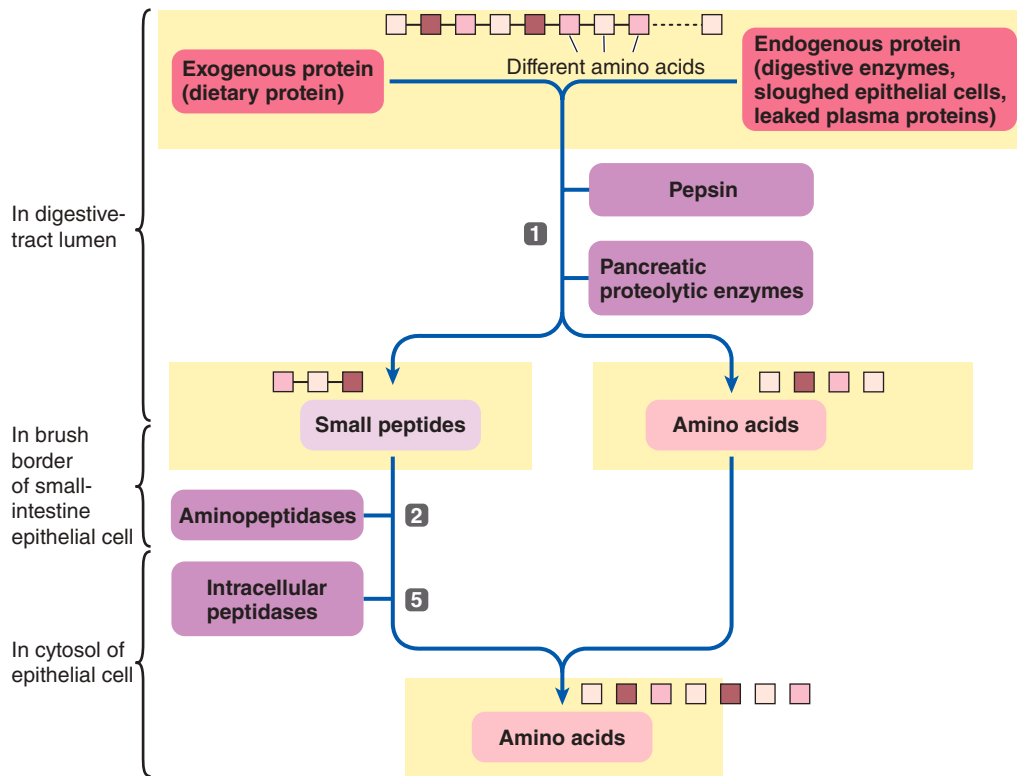 Exogenous protein
(dietary protein)
Different amino acids
Endogenous protein
(digestive enzymes,
sloughed epithelial cells,
leaked plasma proteins)
In digestive-
tract lumen
Pepsin
1
Pancreatic
proteolytic enzymes
Small peptides
Amino acids
In brush
border
of small-
intestine
epithelial cell
Aminopeptidases
2
Intracellular
peptidases
5
In cytosol of
epithelial cell
Amino acids